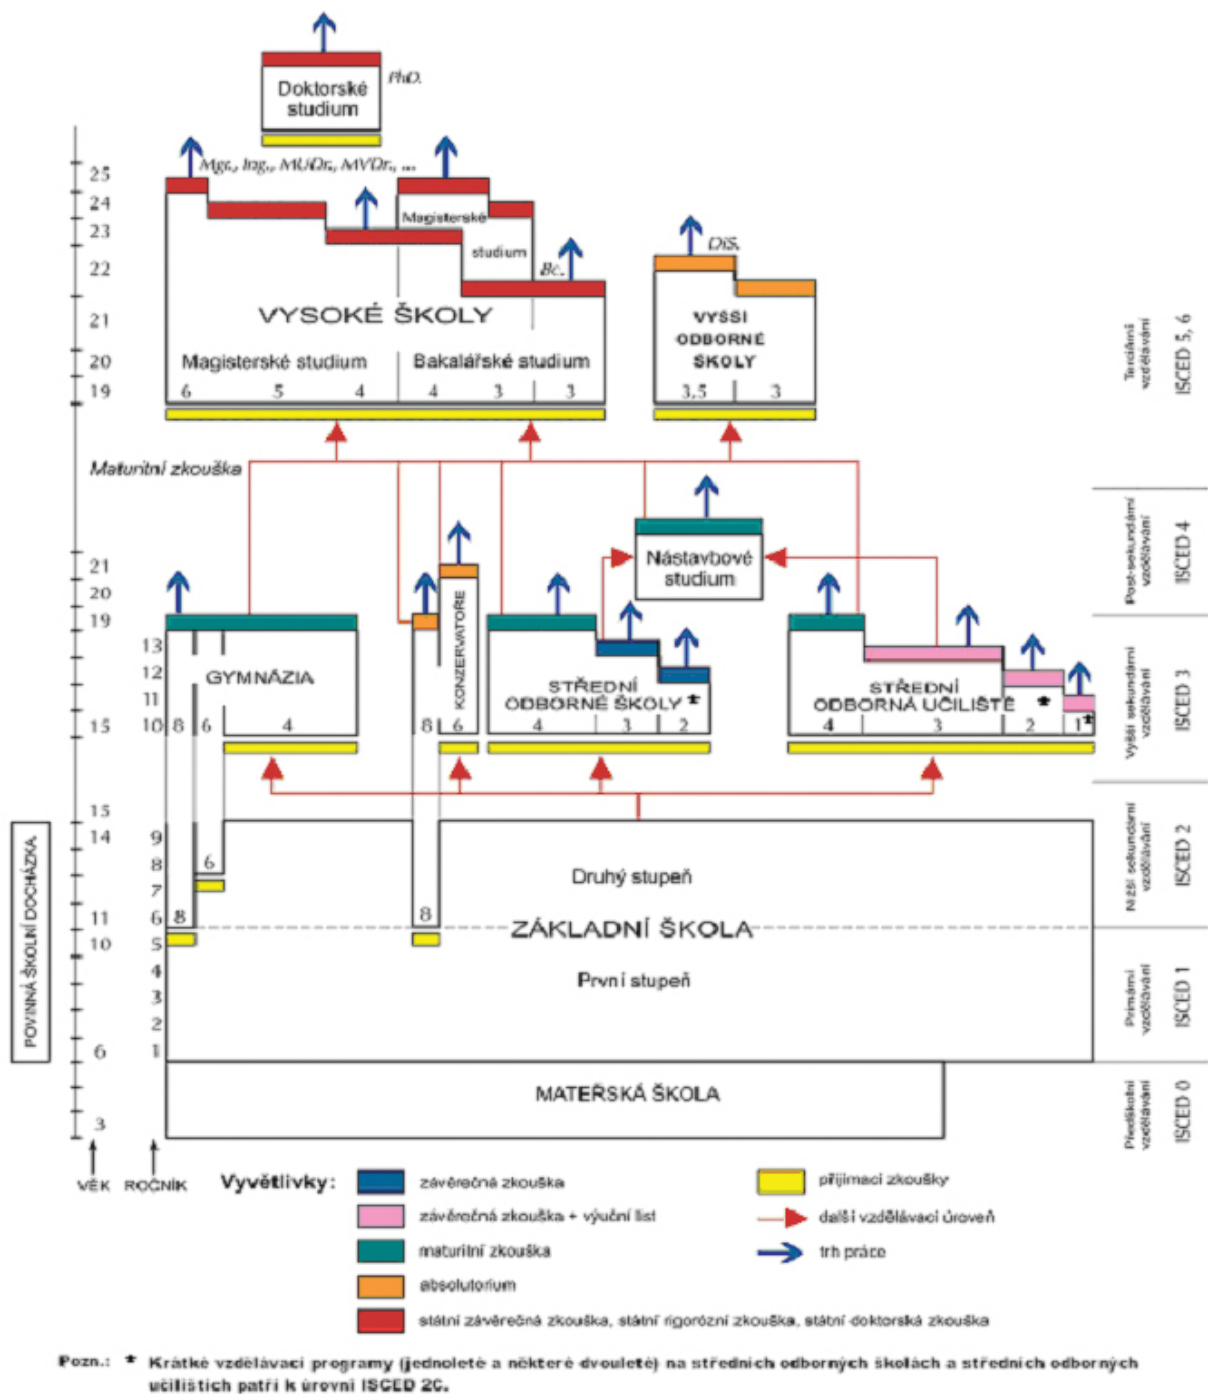 PhD.
Doktorské
studium
Mgr., Ing., MUDr., MVDr., ...
25
24
23
22
21
20
19
Magisterské
studium
Bc.
VYSOKÉ ŠKOLY
Magisterské studium
Bakalářské studium
6
5
4
4
3
3
DiS.
VYŠŠÍ
ODBORNÉ
ŠKOLY
3,5
3
Terciární
vzdělávání
ISCED 5, 6
Maturitní zkouška
Nástavbové
studium
Post-sekundární
vzdělávání
ISCED 4
21
20
19
15
13
12
11
10
GYMNÁZIA
8
6
4
KONZERVATOŘE
8
6
STŘEDNÍ
ODBORNÉ ŠKOLY *
4
3
2
STŘEDNÍ
ODBORNÁ UČILIŠTĚ *
4
3
2
1*
Vyšší sekundární
vzdělávání
ISCED 3
POVINNÁ ŠKOLNÍ DOCHÁZKA
15
14
11
10
6
3
9
8
7
6
5
4
3
2
1
6
8
8
Druhý stupeň
ZÁKLADNÍ ŠKOLA
První stupeň
Nižší sekundární
vzdělávání
ISCED 2
Primární
vzdělávání
ISCED 1
MATEŘSKÁ ŠKOLA
Předškolní
vzdělávání
ISCED 0
VĚK
ROČNÍK
Vyvětlivky:
závěrečná zkouška
závěrečná zkouška + výuční list
maturitní zkouška
absolutorium
státní závěrečná zkouška, státní rigorózní zkouška, státní doktorská zkouška
přijímací zkoušky
další vzdělávací úroveň
trh práce
Pozn.: * Krátké vzdělávací programy (jednoleté a některé dvouleté) na středních odborných školách a středních odborných
učilištích patří k úrovni ISCED 2C.